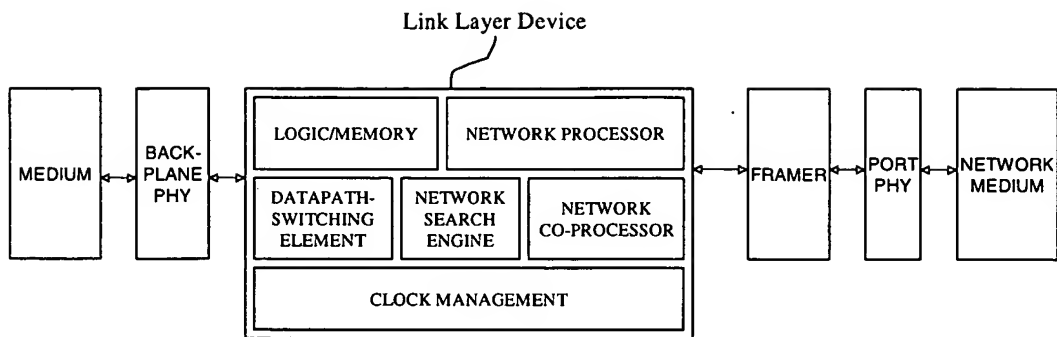 Link Layer Device
MEDIUM
BACK-
PLANE
PHY
LOGIC/MEMORY
NETWORK PROCESSOR
DATAPATH-
SWITCHING
ELEMENT
NETWORK
SEARCH
ENGINE
NETWORK
CO-PROCESSOR
CLOCK MANAGEMENT
FRAMER
PORT
PHY
NETWORK
MEDIUM